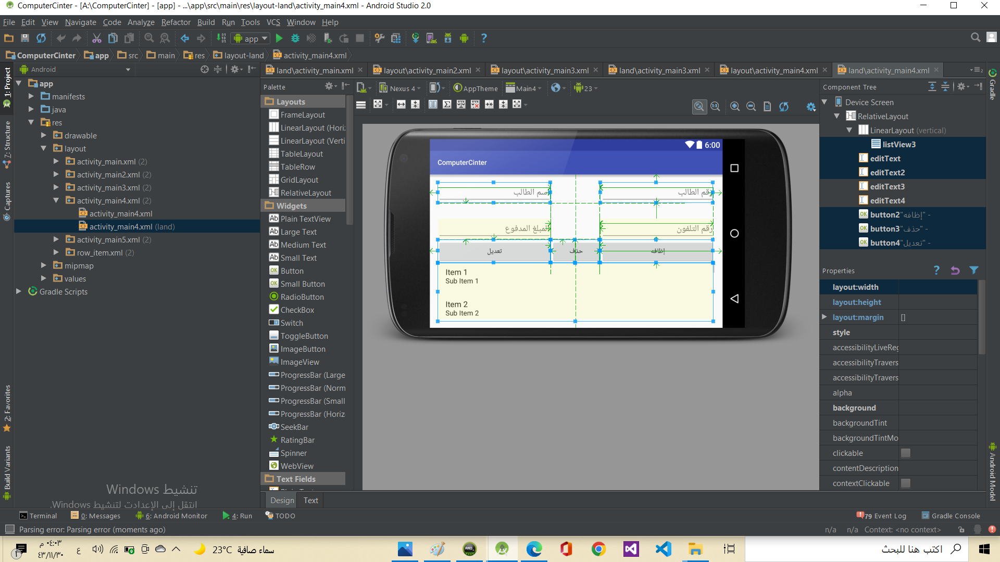 ComputerCinter - [A:\ComputerCinter] - [app] - ...\app\src\main\res\layout-land\activity_main4.xml - Android Studio 2.0
File Edit View Navigate Code Analyze Refactor Build Run Tools VCS Window Help
app
ComputerCinter app src main res layout-land activity_main4.xml
Android
land\activity_main.xml layout\activity_main2.xml layout\activity_main3.xml land\activity_main3.xml layout\activity_main4.xml land\activity_main4.xml
1: Project
7: Structure
Captures
2: Favorites
Build Variants
app
manifests
java
res
drawable
layout
activity_main.xml (2)
activity_main2.xml (2)
activity_main3.xml (2)
activity_main4.xml (2)
activity_main4.xml
activity_main4.xml (land)
activity_main5.xml (2)
row_item.xml (2)
mipmap
values
Gradle Scripts
تنشيط Windows
انتقل إلى الإعدادت لتنشيط Windows.
Palette
Layouts
FrameLayout
LinearLayout (Hori:
LinearLayout (Verti
TableLayout
TableRow
GridLayout
RelativeLayout
Widgets
Plain TextView
Large Text
Medium Text
Small Text
Button
Small Button
RadioButton
CheckBox
Switch
ToggleButton
ImageButton
ImageView
ProgressBar (Large
ProgressBar (Norm
ProgressBar (Small
ProgressBar (Horiz
SeekBar
RatingBar
Spinner
WebView
Text Fields
Nexus 4 AppTheme Main4 23
6:00
ComputerCinter
رقم الطالب
اسم الطالب
رقم التلفون
المبلغ المدفوع
إظافه
حذف
تعديل
Item 1
Sub Item 1
Item 2
Sub Item 2
Design Text
Component Tree
Device Screen
RelativeLayout
LinearLayout (vertical)
listView3
editText
editText2
editText3
editText4
button2 - "إظافه"
button3 - "حذف"
button4 - "تعديل"
Properties
layout:width
layout:height
layout:margin []
style
accessibilityLiveReg
accessibilityTravers
accessibilityTravers
alpha
background
backgroundTint
backgroundTintMo
clickable
contentDescription
contextClickable
Gradle
Android Model
Terminal 0: Messages 6: Android Monitor 4: Run TODO
79 Event Log Gradle Console
Parsing error: Parsing error (moments ago)
n/a n/a Context: <no context>
٠٤:٠٣ م
٤٣/١١/٣٠
1
ع
23°C سماء صافية
اكتب هنا للبحث